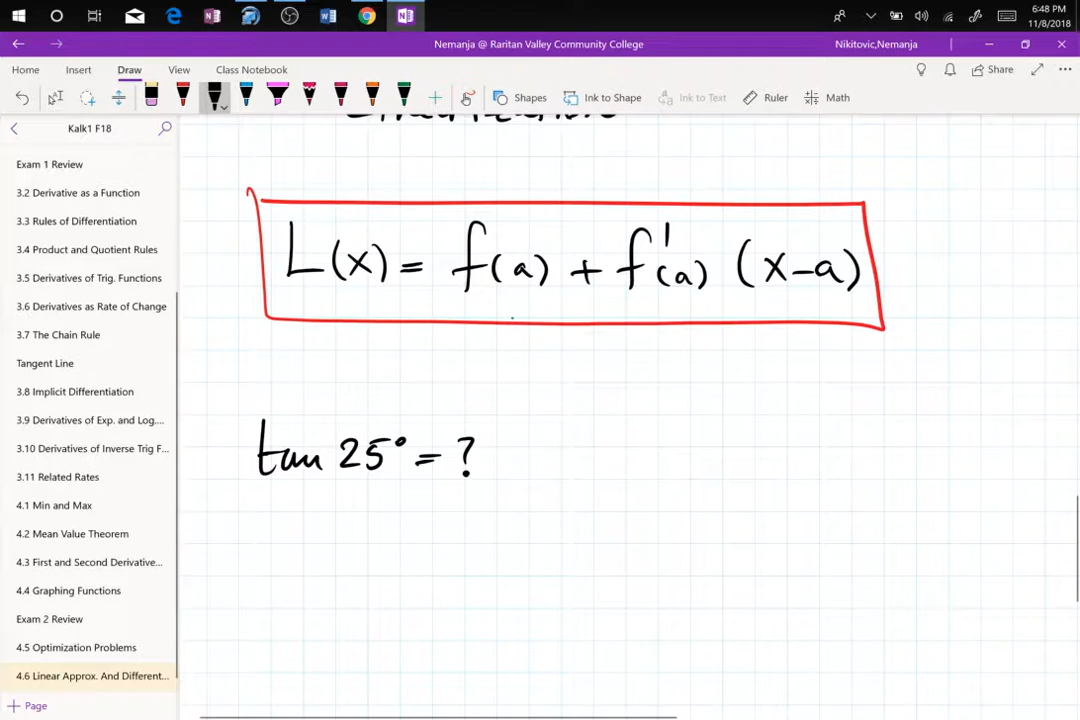 6:48 PM
11/8/2018
Nemanja @ Raritan Valley Community College
Nikitovic,Nemanja
Home Insert Draw View Class Notebook
Share
Shapes Ink to Shape Ink to Text Ruler Math
Kalk1 F18
Exam 1 Review
3.2 Derivative as a Function
3.3 Rules of Differentiation
3.4 Product and Quotient Rules
3.5 Derivatives of Trig. Functions
3.6 Derivatives as Rate of Change
3.7 The Chain Rule
Tangent Line
3.8 Implicit Differentiation
3.9 Derivatives of Exp. and Log....
3.10 Derivatives of Inverse Trig F...
3.11 Related Rates
4.1 Min and Max
4.2 Mean Value Theorem
4.3 First and Second Derivative...
4.4 Graphing Functions
Exam 2 Review
4.5 Optimization Problems
4.6 Linear Approx. And Different...
+ Page
L(x) = f(a) + f'(a) (x-a)
tan 25° = ?